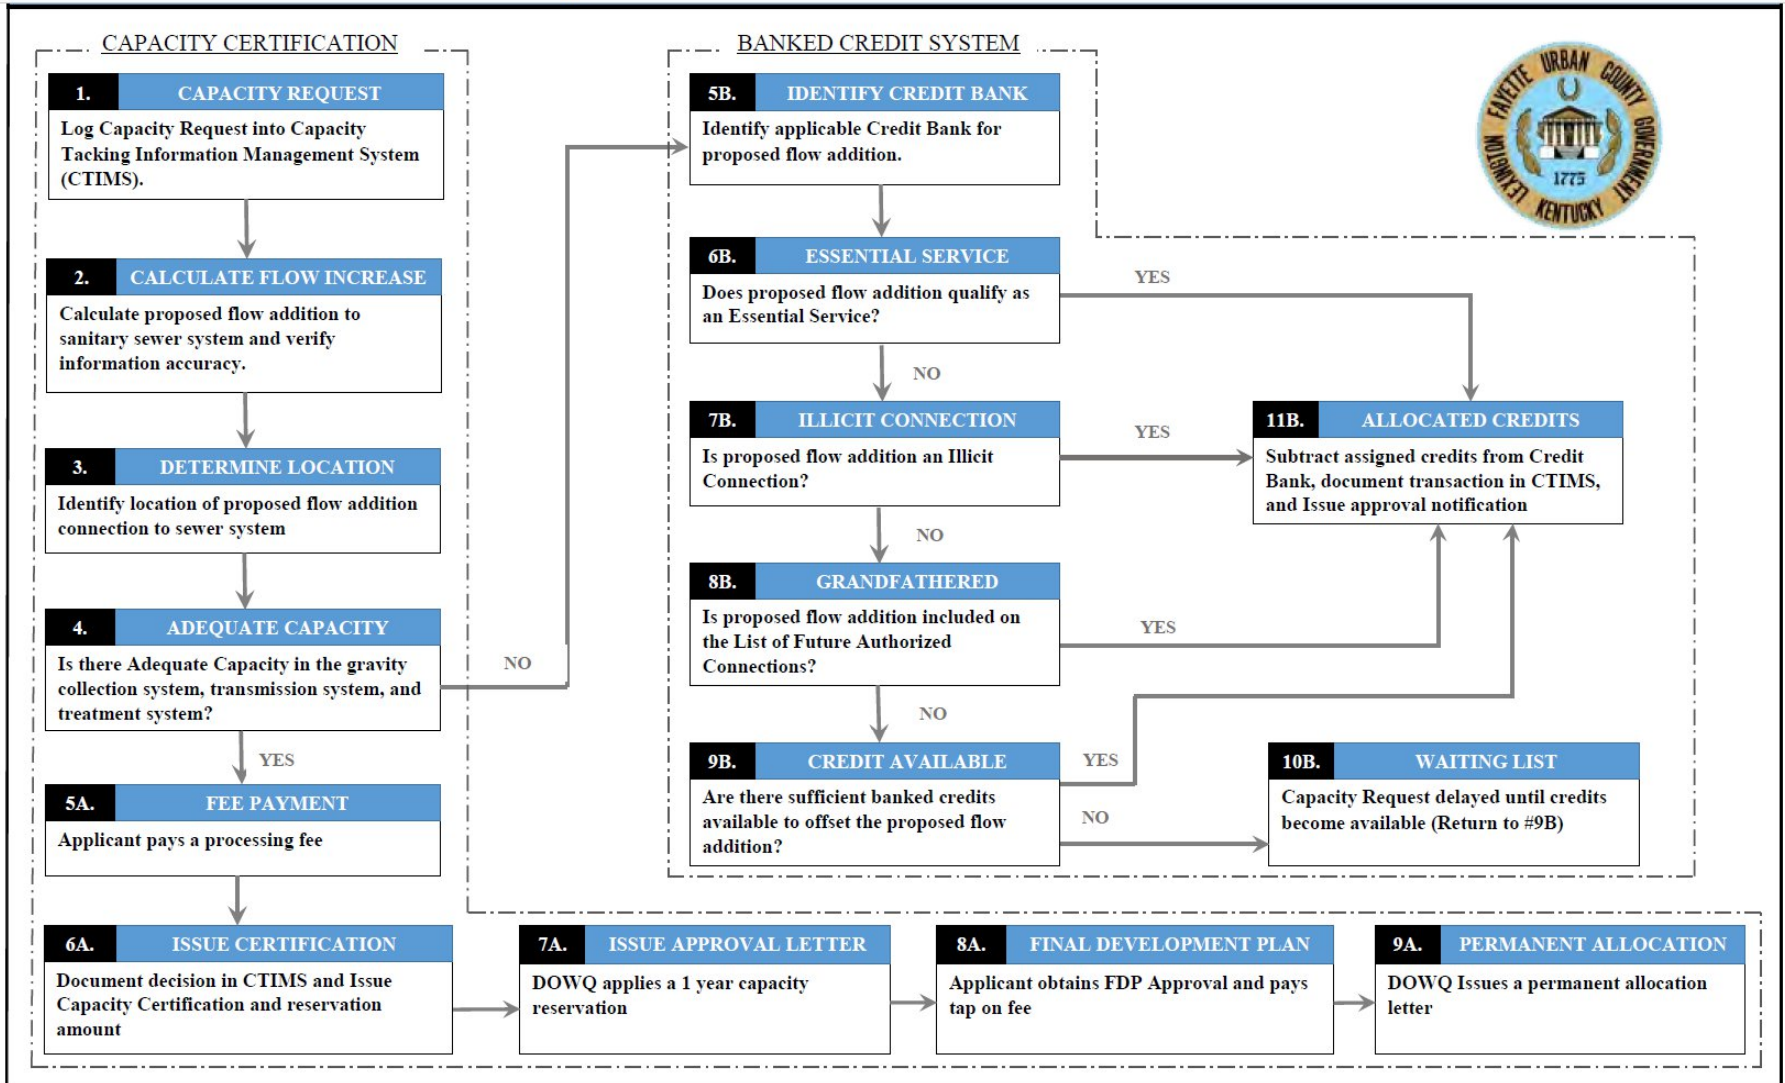 CAPACITY CERTIFICATION
1. CAPACITY REQUEST
Log Capacity Request into Capacity
Tacking Information Management System
(CTIMS).
2. CALCULATE FLOW INCREASE
Calculate proposed flow addition to
sanitary sewer system and verify
information accuracy.
3. DETERMINE LOCATION
Identify location of proposed flow addition
connection to sewer system
4. ADEQUATE CAPACITY
Is there Adequate Capacity in the gravity
collection system, transmission system, and
treatment system?
NO
YES
5A. FEE PAYMENT
Applicant pays a processing fee
6A. ISSUE CERTIFICATION
Document decision in CTIMS and Issue
Capacity Certification and reservation
amount
7A. ISSUE APPROVAL LETTER
DOWQ applies a 1 year capacity
reservation
8A. FINAL DEVELOPMENT PLAN
Applicant obtains FDP Approval and pays
tap on fee
9A. PERMANENT ALLOCATION
DOWQ Issues a permanent allocation
letter
BANKED CREDIT SYSTEM
5B. IDENTIFY CREDIT BANK
Identify applicable Credit Bank for
proposed flow addition.
6B. ESSENTIAL SERVICE
Does proposed flow addition qualify as
an Essential Service?
YES
NO
7B. ILLICIT CONNECTION
Is proposed flow addition an Illicit
Connection?
YES
NO
8B. GRANDFATHERED
Is proposed flow addition included on
the List of Future Authorized
Connections?
YES
NO
9B. CREDIT AVAILABLE
Are there sufficient banked credits
available to offset the proposed flow
addition?
YES
NO
10B. WAITING LIST
Capacity Request delayed until credits
become available (Return to #9B)
11B. ALLOCATED CREDITS
Subtract assigned credits from Credit
Bank, document transaction in CTIMS,
and Issue approval notification
LEXINGTON FAYETTE URBAN COUNTY GOVERNMENT
1775
KENTUCKY